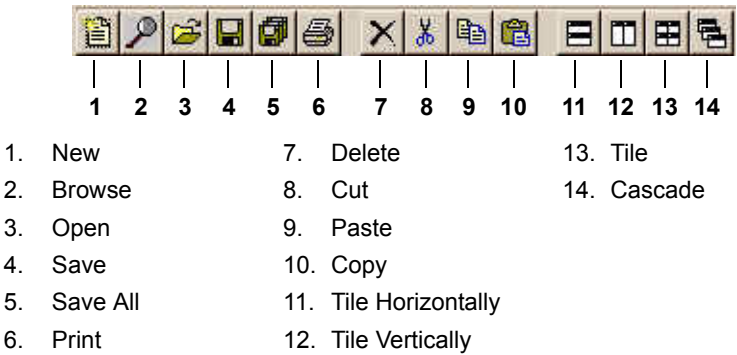 1 2 3 4 5 6 7 8 9 10 11 12 13 14
1. New
2. Browse
3. Open
4. Save
5. Save All
6. Print
7. Delete
8. Cut
9. Paste
10. Copy
11. Tile Horizontally
12. Tile Vertically
13. Tile
14. Cascade